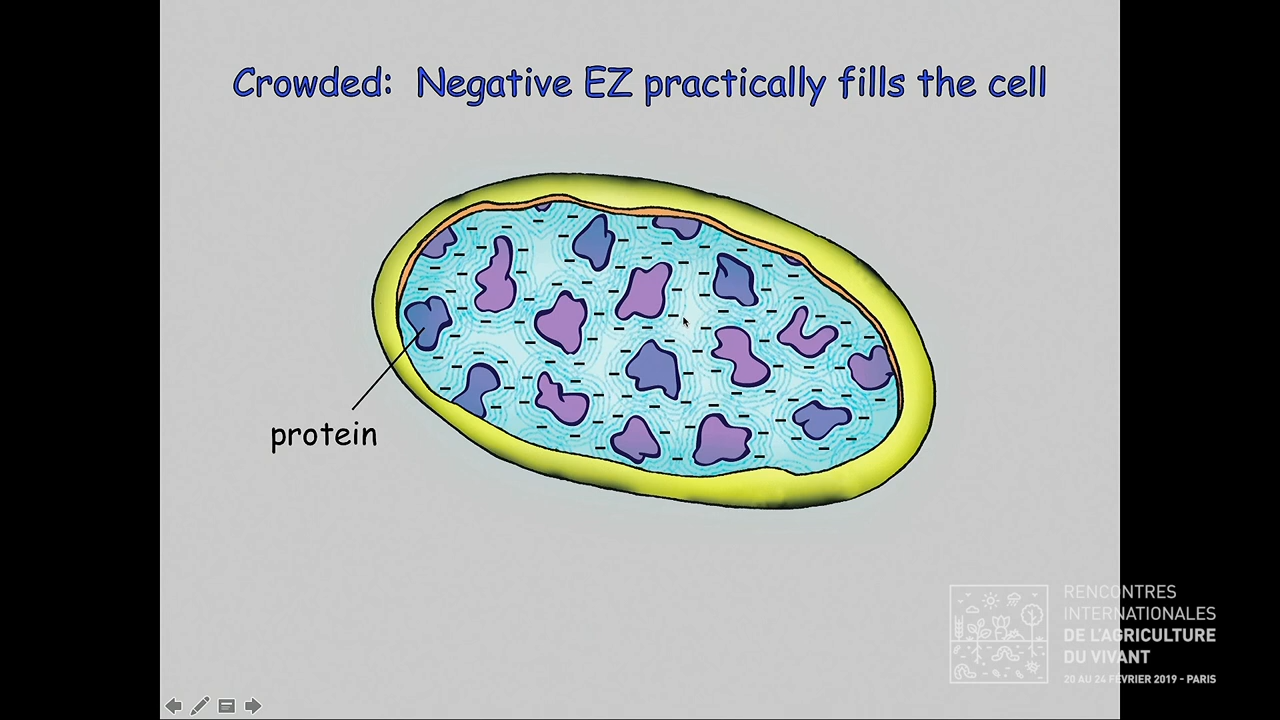 Crowded: Negative EZ practically fills the cell
protein
RENCONTRES
INTERNATIONALES
DE L'AGRICULTURE
DU VIVANT
20 AU 24 FÉVRIER 2019 - PARIS